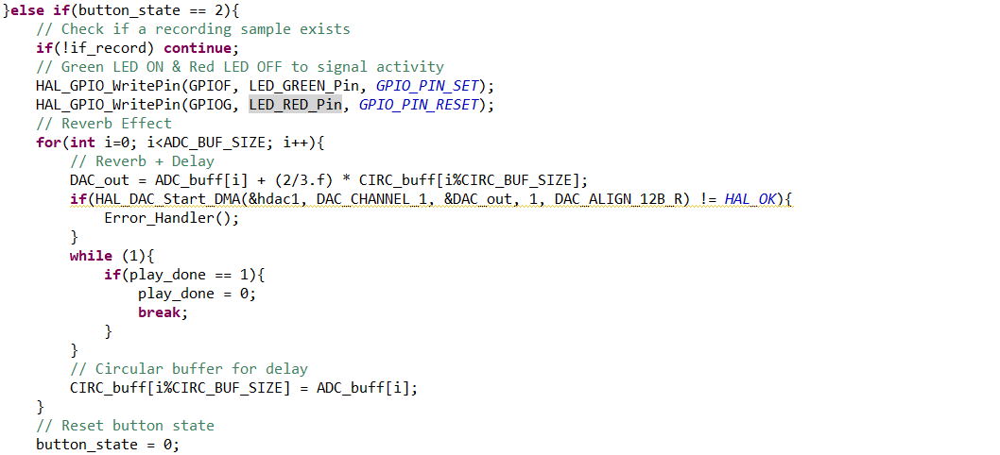 }else if(button_state == 2){
    // Check if a recording sample exists
    if(!if_record) continue;
    // Green LED ON & Red LED OFF to signal activity
    HAL_GPIO_WritePin(GPIOF, LED_GREEN_Pin, GPIO_PIN_SET);
    HAL_GPIO_WritePin(GPIOG, LED_RED_Pin, GPIO_PIN_RESET);
    // Reverb Effect
    for(int i=0; i<ADC_BUF_SIZE; i++){
        // Reverb + Delay
        DAC_out = ADC_buff[i] + (2/3.f) * CIRC_buff[i%CIRC_BUF_SIZE];
        if(HAL_DAC_Start_DMA(&hdac1, DAC_CHANNEL_1, &DAC_out, 1, DAC_ALIGN_12B_R) != HAL_OK){
            Error_Handler();
        }
        while (1){
            if(play_done == 1){
                play_done = 0;
                break;
            }
        }
        // Circular buffer for delay
        CIRC_buff[i%CIRC_BUF_SIZE] = ADC_buff[i];
    }
    // Reset button state
    button_state = 0;